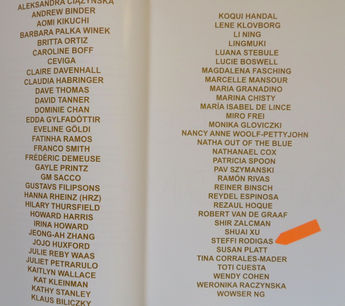 ALEKSANDRA CIĄŻYŃSKA
ANDREW BINDER
AOMI KIKUCHI
BARBARA PALKA WINEK
BRITTA ORTIZ
CAROLINE BOFF
CEVIGA
CLAIRE DAVENHALL
CLAUDIA HABRINGER
DAVE THOMAS
DAVID TANNER
DOMINIE CHAN
EDDA GYLFADÓTTIR
EVELINE GÖLDI
FATINHA RAMOS
FRANCO SMITH
FRÉDÉRIC DEMEUSE
GAYLE PRINTZ
GM SACCO
GUSTAVS FILIPSONS
HANNA RHEINZ (HRZ)
HILARY THURSFIELD
HOWARD HARRIS
IRINA HOWARD
JEONG-AH ZHANG
JOJO HUXFORD
JULIE REBY WAAS
JULIET PETRARULO
KAITLYN WALLACE
KAT KLEINMAN
KATHY STANLEY
KLAUS BILICZKY
KOQUI HANDAL
LENE KLOVBORG
LI NING
LINGMUKI
LUANA STEBULE
LUCIE BOSWELL
MAGDALENA FASCHING
MARCELLE MANSOUR
MARIA GRANADINO
MARINA CHISTY
MARÍA ISABEL DE LINCE
MIRO FREI
MONIKA GLOVICZKI
NANCY ANNE WOOLF-PETTYJOHN
NATHA OUT OF THE BLUE
NATHANAEL COX
PATRICIA SPOON
PAV SZYMANSKI
RAMÓN RIVAS
REINER BINSCH
REYDEL ESPINOSA
REZAUL HOQUE
ROBERT VAN DE GRAAF
SHIR ZALCMAN
SHUAI XU
STEFFI RODIGAS
SUSAN PLATT
TINA CORRALES-MADER
TOTI CUESTA
WENDY COHEN
WERONIKA RACZYŃSKA
WOWSER NG